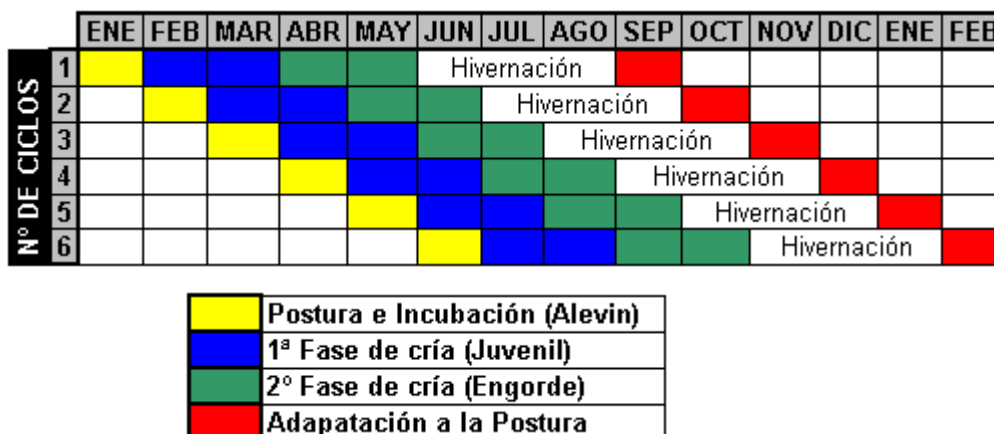 ENE FEB MAR ABR MAY JUN JUL AGO SEP OCT NOV DIC ENE FEB
Nº DE CICLOS
1 Hivernación
2 Hivernación
3 Hivernación
4 Hivernación
5 Hivernación
6 Hivernación
Postura e Incubación (Alevin)
1ª Fase de cría (Juvenil)
2º Fase de cría (Engorde)
Adapatación a la Postura